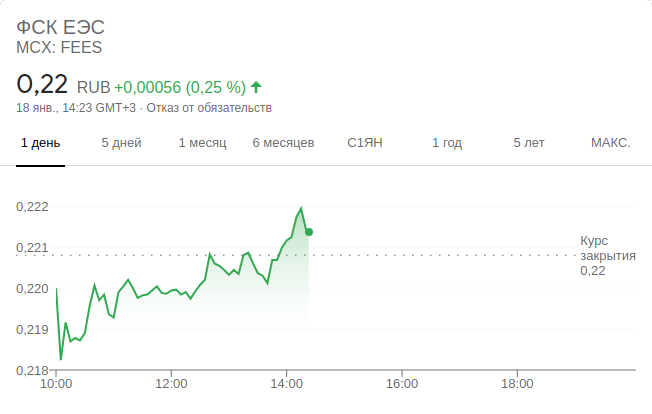 ФСК ЕЭС
MCX: FEES
0,22 RUB +0,00056 (0,25 %)
18 янв., 14:23 GMT+3 · Отказ от обязательств
1 день 5 дней 1 месяц 6 месяцев С1ЯН 1 год 5 лет МАКС.
0,222
0,221
0,220
0,219
0,218
Курс
закрытия
0,22
10:00 12:00 14:00 16:00 18:00